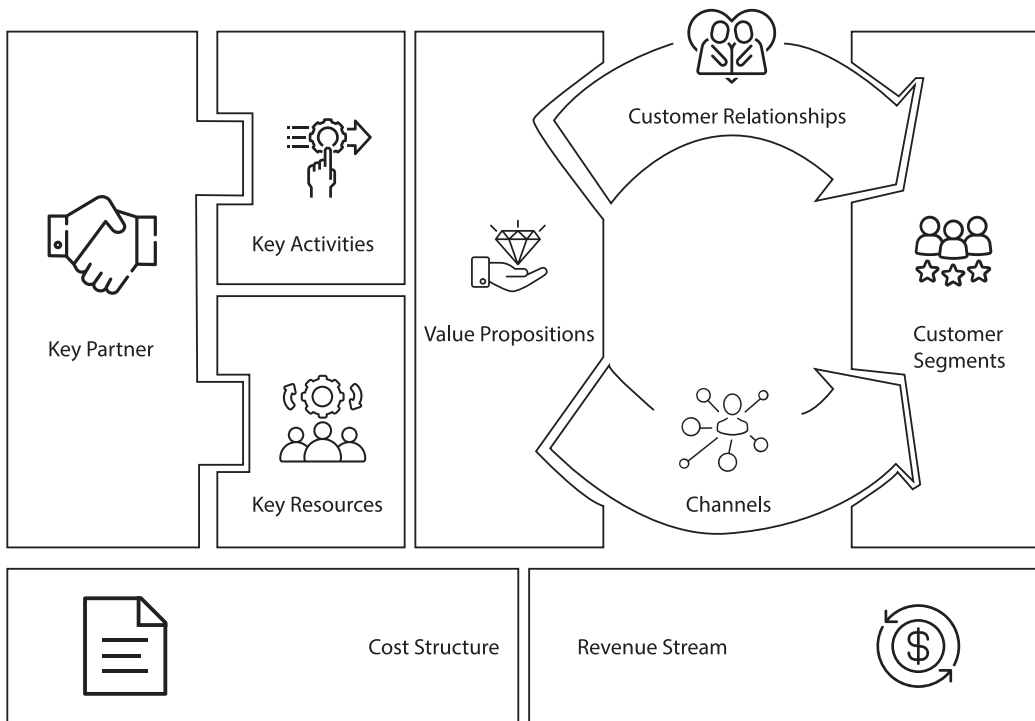 Key Partner
Key Activities
Key Resources
Value Propositions
Customer Relationships
Channels
Customer
Segments
Cost Structure
Revenue Stream
$